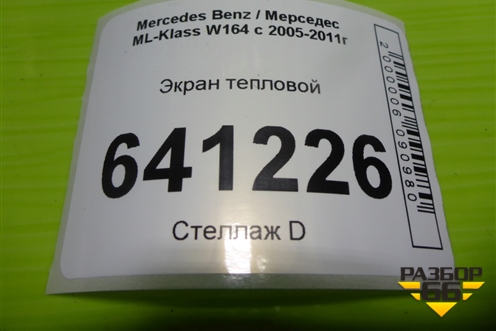 Mercedes Benz / Мерседес
ML-Klass W164 с 2005-2011г
Экран тепловой
641226
Стеллаж D
2000006090980
РАЗБОР
66